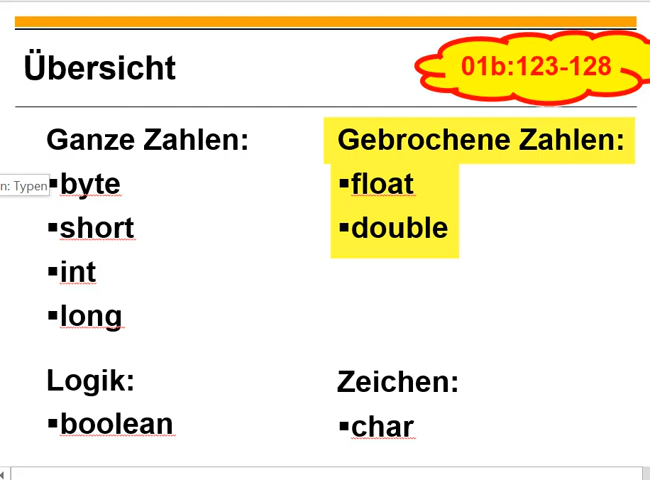 Übersicht
01b:123-128
Ganze Zahlen:
▪byte
▪short
▪int
▪long
Gebrochene Zahlen:
▪float
▪double
n: Typen
Logik:
▪boolean
Zeichen:
▪char